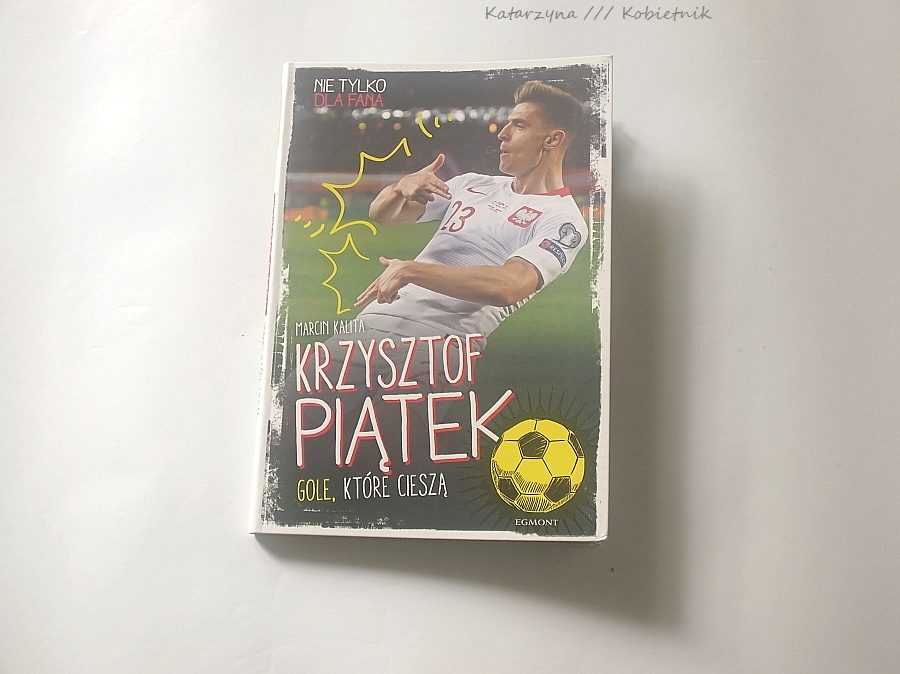 Katarzyna /// Kobietnik
NIE TYLKO
DLA FANA
23
MARCIN KALITA
KRZYSZTOF
PIĄTEK
GOLE, KTÓRE CIESZĄ
EGMONT